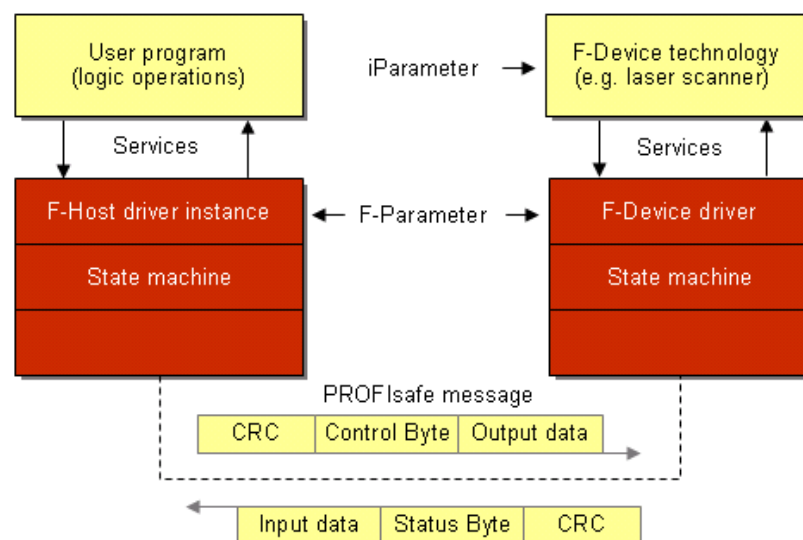 User program
(logic operations)
iParameter
F-Device technology
(e.g. laser scanner)
Services
Services
F-Host driver instance
F-Parameter
F-Device driver
State machine
State machine
PROFIsafe message
CRC
Control Byte
Output data
Input data
Status Byte
CRC